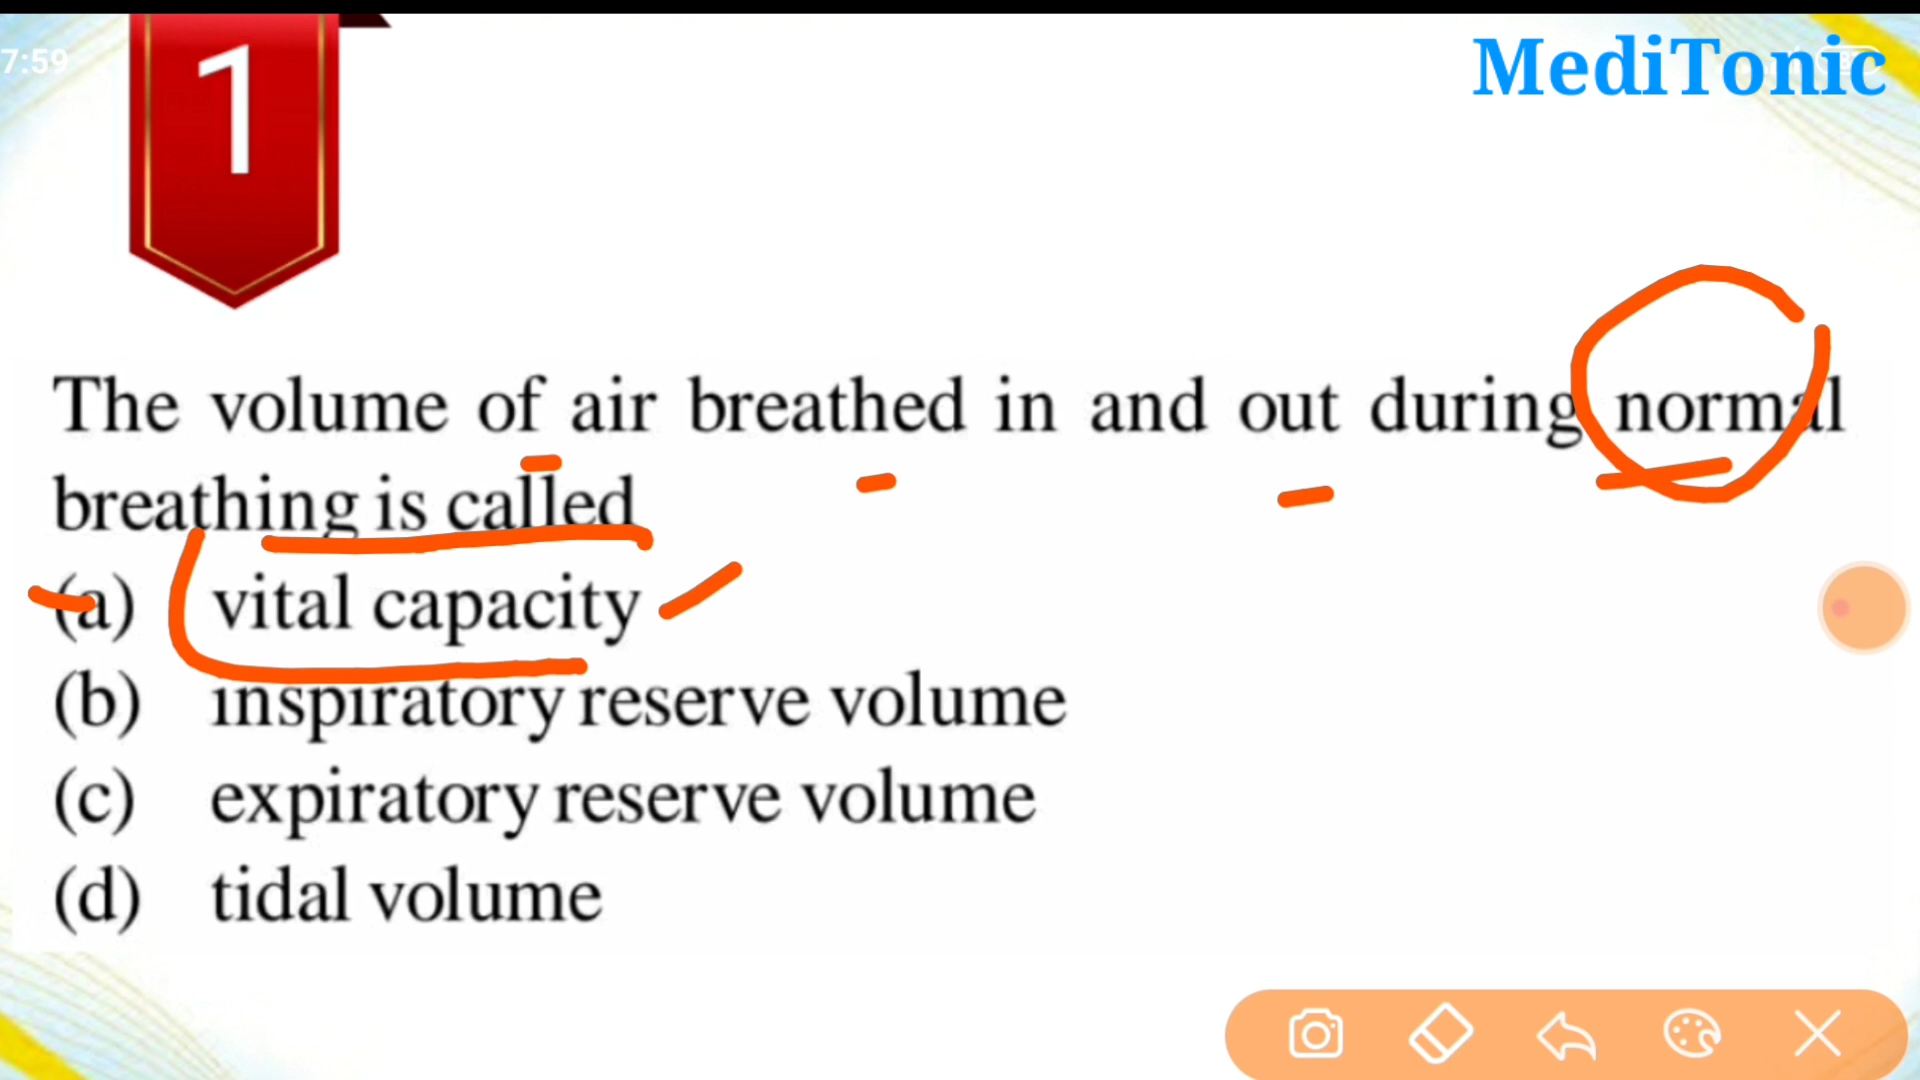 7:59
1
MediTonic
The volume of air breathed in and out during normal
breathing is called
(a) vital capacity
(b) inspiratory reserve volume
(c) expiratory reserve volume
(d) tidal volume